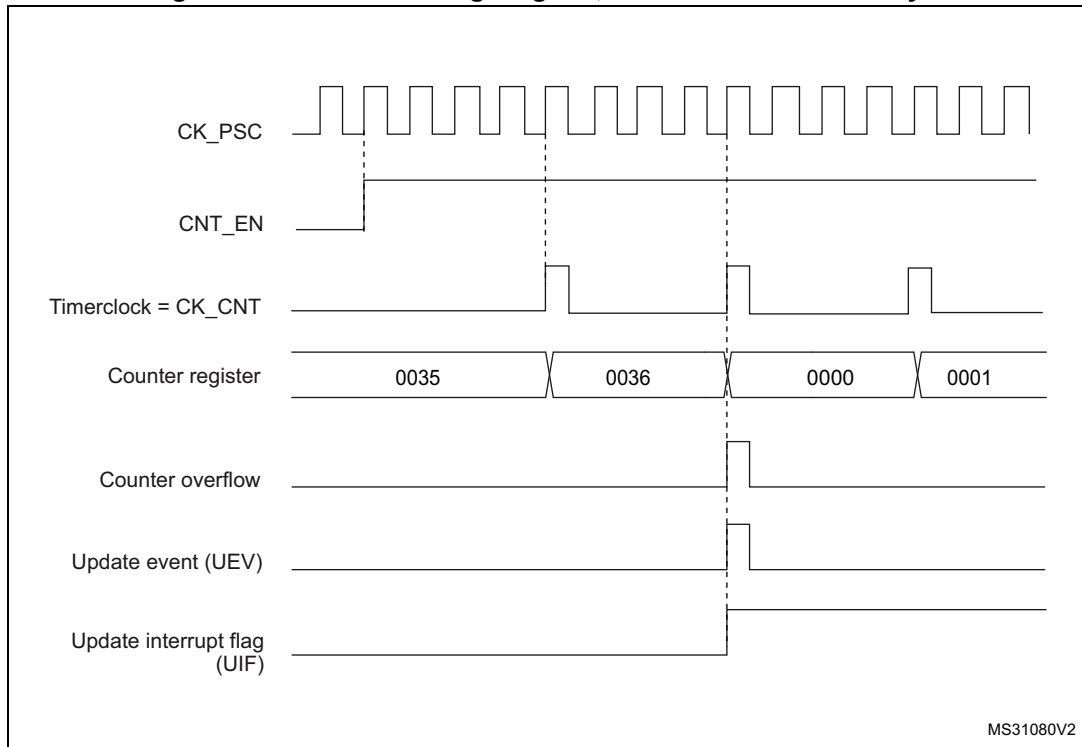 CK_PSC
CNT_EN
Timerclock = CK_CNT
Counter register
0035
0036
0000
0001
Counter overflow
Update event (UEV)
Update interrupt flag
(UIF)
MS31080V2